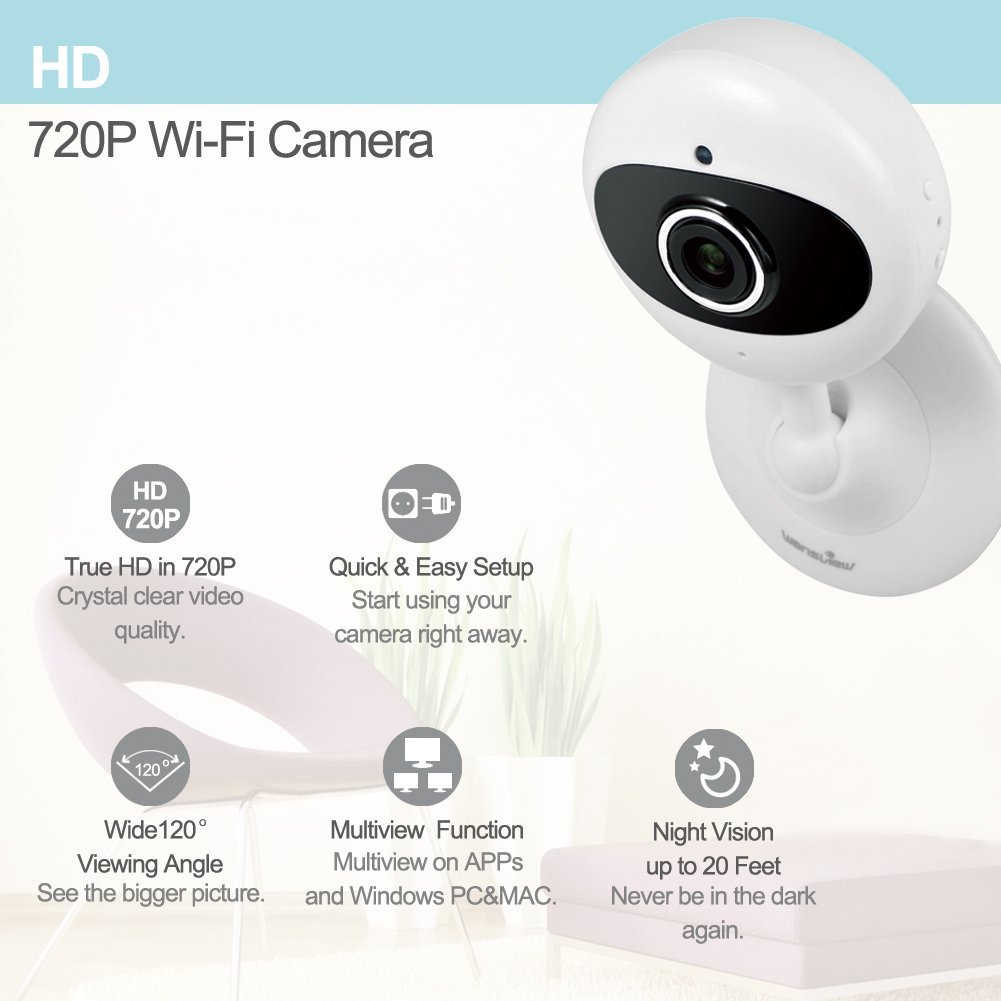 HD
720P Wi-Fi Camera
wansview
HD
720P
True HD in 720P
Crystal clear video
quality.
Quick & Easy Setup
Start using your
camera right away.
120°
Wide120°
Viewing Angle
See the bigger picture.
Multiview Function
Multiview on APPs
and Windows PC&MAC.
Night Vision
up to 20 Feet
Never be in the dark
again.